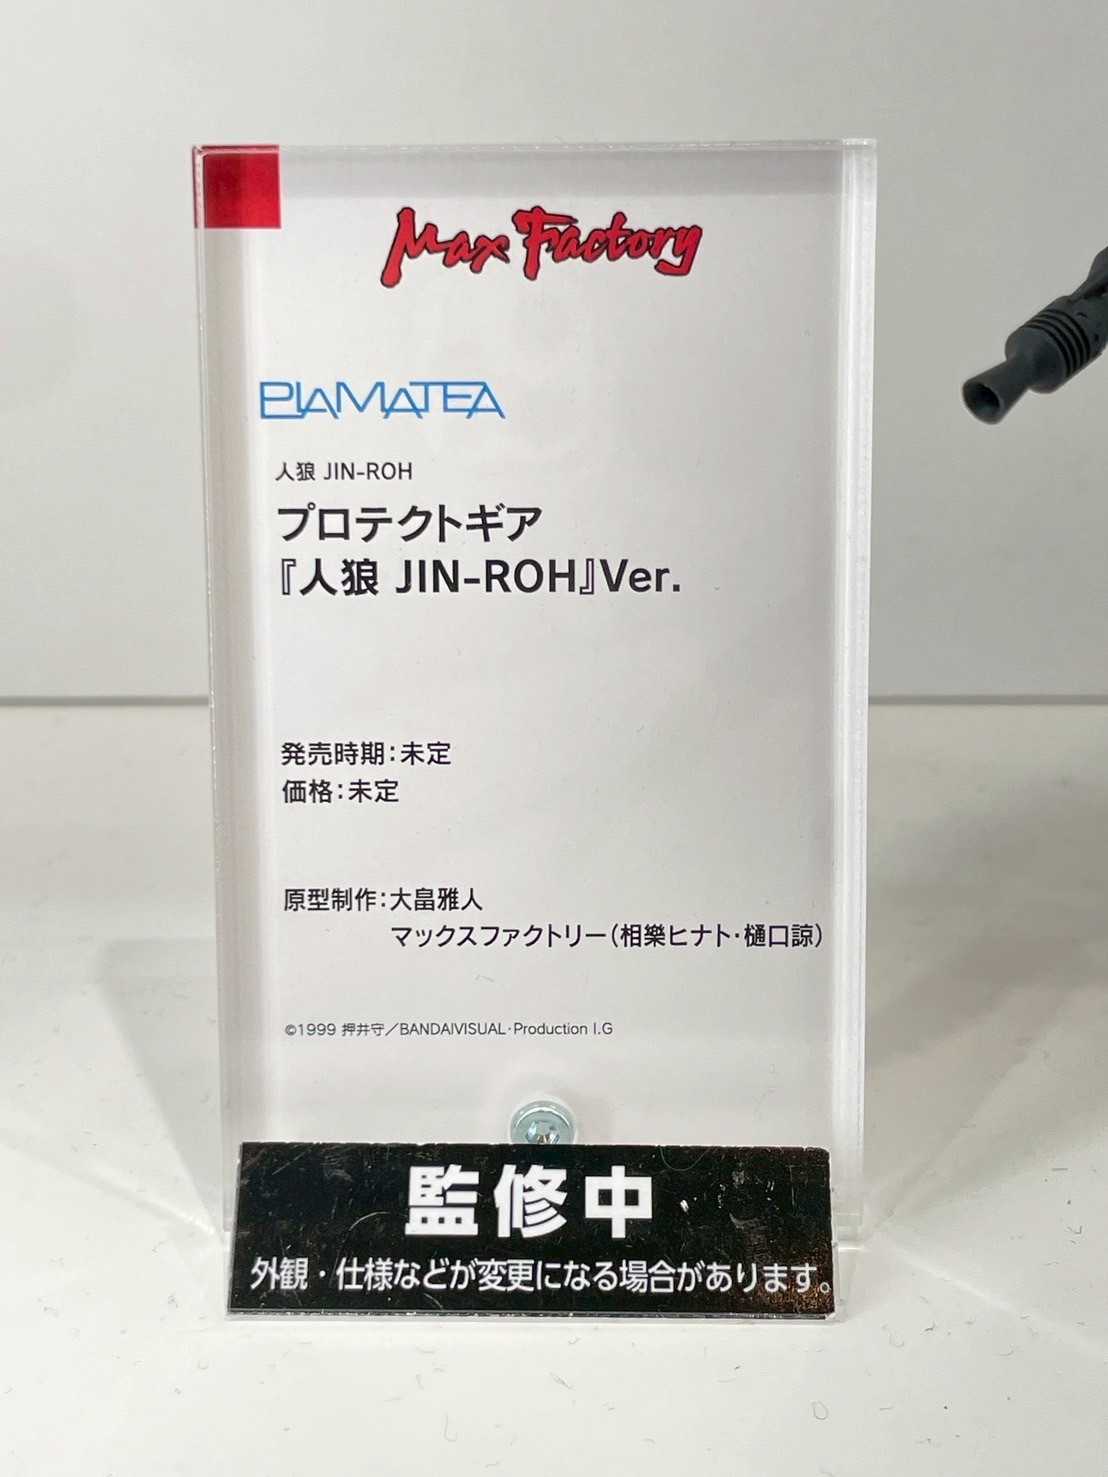 Max Factory
PLAMATEA
人狼 JIN-ROH
プロテクトギア
『人狼 JIN-ROH』Ver.
発売時期：未定
価格：未定
原型制作：大畠雅人
マックスファクトリー（相樂ヒナト・樋口諒）
©1999 押井守／BANDAIVISUAL・Production I.G
監修中
外観・仕様などが変更になる場合があります。